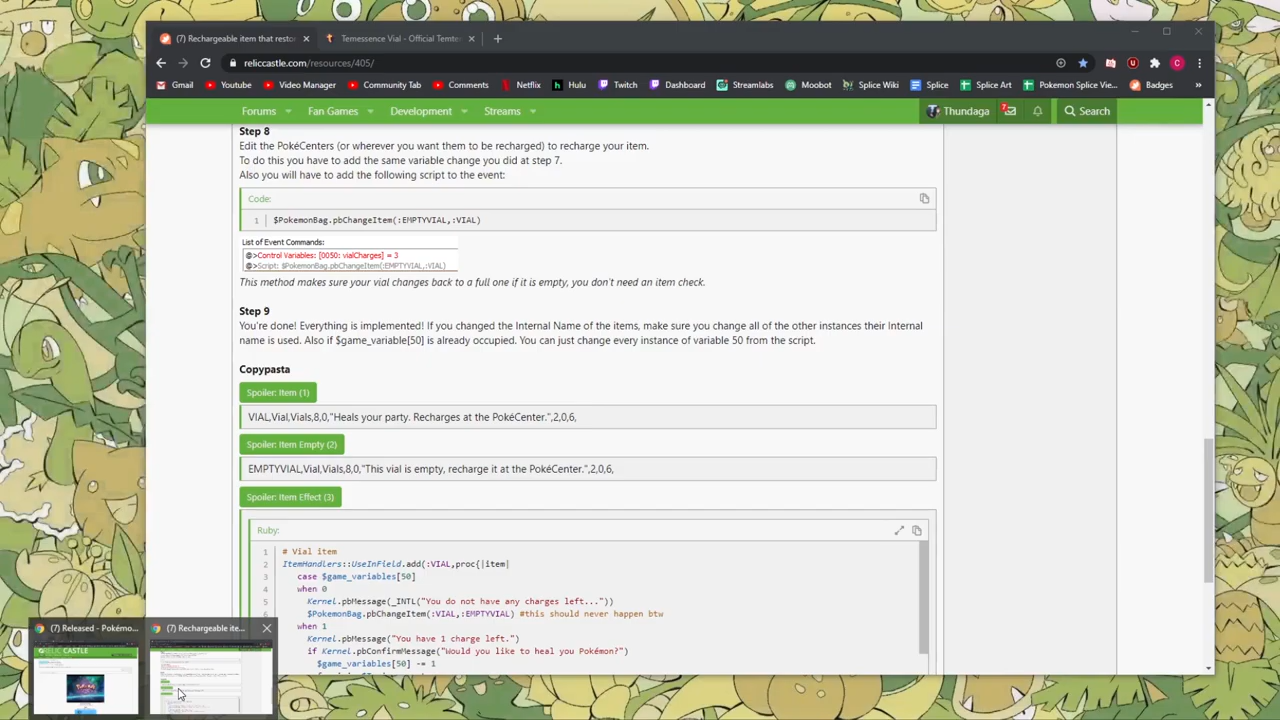 (7) Rechargeable item that resto
Temessence Vial - Official Temte
reliccastle.com/resources/405/
Gmail Youtube Video Manager Community Tab Comments Netflix Hulu Twitch Dashboard Streamlabs Moobot Splice Wiki Splice Splice Art Pokemon Splice Vie... Badges »
Forums Fan Games Development Streams Thundaga 7 Search
Step 8
Edit the PokéCenters (or wherever you want them to be recharged) to recharge your item.
To do this you have to add the same variable change you did at step 7.
Also you will have to add the following script to the event:
Code:
1 $PokemonBag.pbChangeItem(:EMPTYVIAL,:VIAL)
List of Event Commands:
@>Control Variables: [0050: vialCharges] = 3
@>Script: $PokemonBag.pbChangeItem(:EMPTYVIAL,:VIAL)
This method makes sure your vial changes back to a full one if it is empty, you don't need an item check.
Step 9
You're done! Everything is implemented! If you changed the Internal Name of the items, make sure you change all of the other instances their Internal
name is used. Also if $game_variable[50] is already occupied. You can just change every instance of variable 50 from the script.
Copypasta
Spoiler: Item (1)
VIAL,Vial,Vials,8,0,"Heals your party. Recharges at the PokéCenter.",2,0,6,
Spoiler: Item Empty (2)
EMPTYVIAL,Vial,Vials,8,0,"This vial is empty, recharge it at the PokéCenter.",2,0,6,
Spoiler: Item Effect (3)
Ruby:
1 # Vial item
2 ItemHandlers::UseInField.add(:VIAL,proc{|item|
3 case $game_variables[50]
4 when 0
5 Kernel.pbMessage(_INTL("You do not have any charges left..."))
6 $PokemonBag.pbChangeItem(:VIAL,:EMPTYVIAL) #this should never happen btw
when 1
Kernel.pbMessage("You have 1 charge left.")
if Kernel.pbConfirmMessage("Would you like to heal you Pokémon?")
$game_variables[50] -= 1
(7) Released - Pokémo...
(7) Rechargeable ite...
RELIC CASTLE